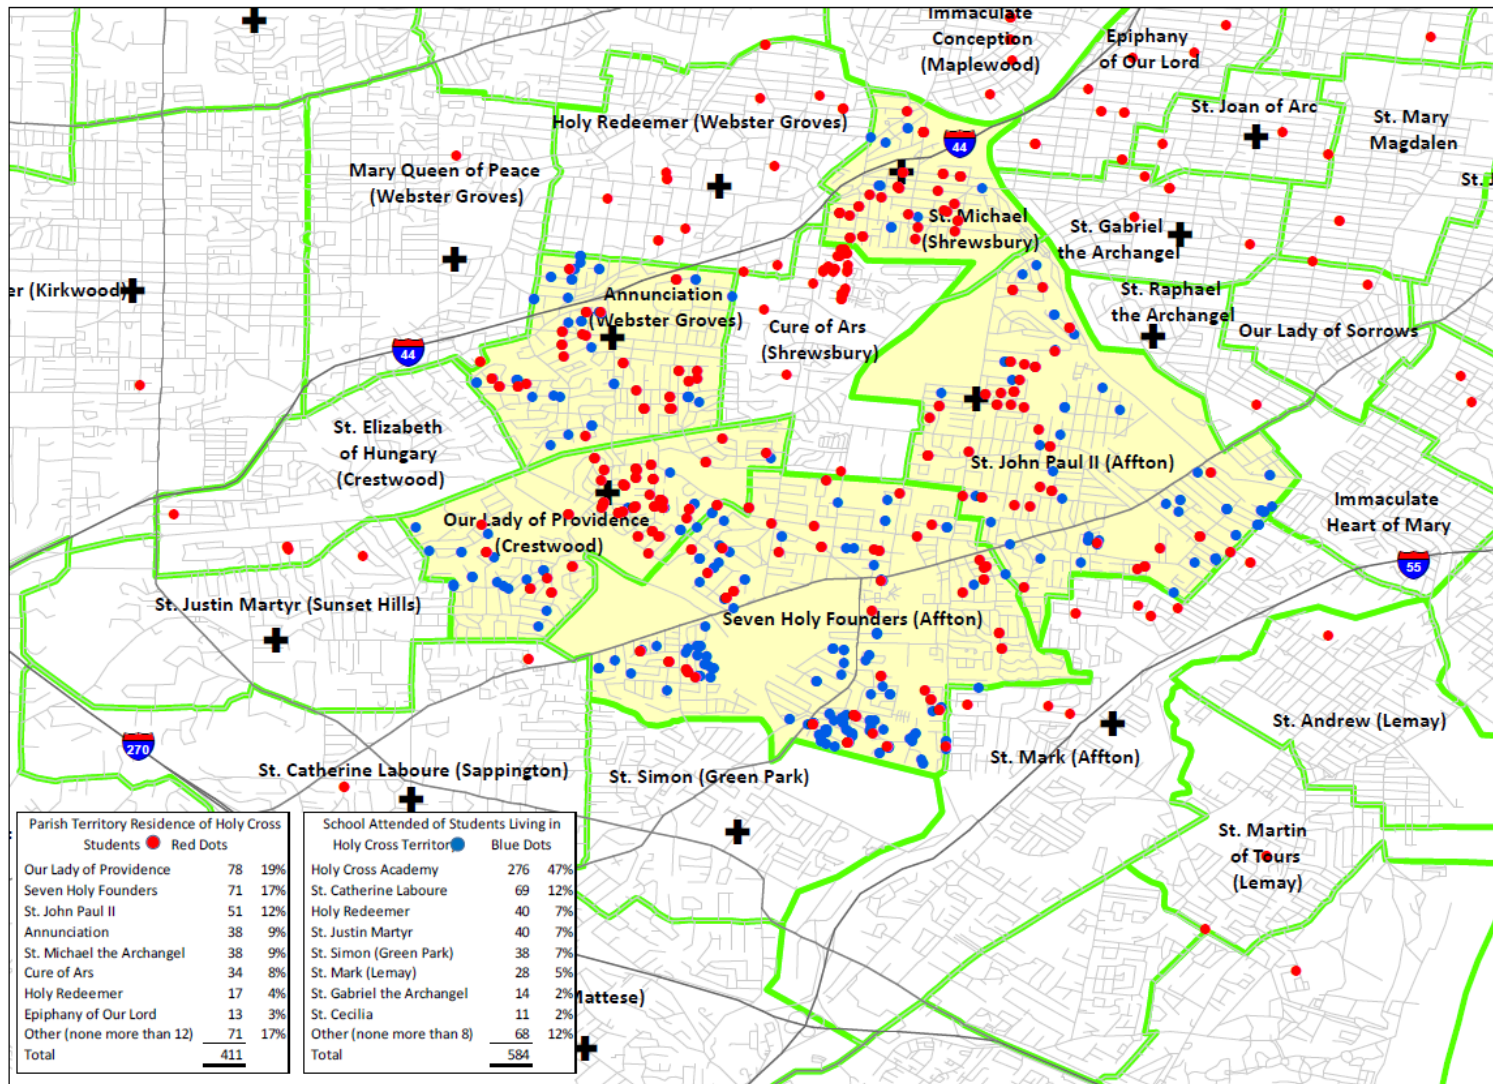 Immaculate
Conception
(Maplewood)
Epiphany
of Our Lord
St. Joan of Arc
St. Mary
Magdalen
Holy Redeemer (Webster Groves)
44
Mary Queen of Peace
(Webster Groves)
St. J
St. Michael
(Shrewsbury)
St. Gabriel
the Archangel
er (Kirkwood)
Annunciation
(Webster Groves)
St. Raphael
the Archangel
Cure of Ars
(Shrewsbury)
Our Lady of Sorrows
44
St. Elizabeth
of Hungary
(Crestwood)
St. John Paul II (Affton)
Immaculate
Heart of Mary
Our Lady of Providence
(Crestwood)
55
St. Justin Martyr (Sunset Hills)
Seven Holy Founders (Affton)
St. Andrew (Lemay)
270
St. Mark (Affton)
St. Catherine Laboure (Sappington)
St. Simon (Green Park)
St. Martin
of Tours
(Lemay)
Mattese)
Parish Territory Residence of Holy Cross
Students Red Dots
Our Lady of Providence 78 19%
Seven Holy Founders 71 17%
St. John Paul II 51 12%
Annunciation 38 9%
St. Michael the Archangel 38 9%
Cure of Ars 34 8%
Holy Redeemer 17 4%
Epiphany of Our Lord 13 3%
Other (none more than 12) 71 17%
Total 411
School Attended of Students Living in
Holy Cross Territory Blue Dots
Holy Cross Academy 276 47%
St. Catherine Laboure 69 12%
Holy Redeemer 40 7%
St. Justin Martyr 40 7%
St. Simon (Green Park) 38 7%
St. Mark (Lemay) 28 5%
St. Gabriel the Archangel 14 2%
St. Cecilia 11 2%
Other (none more than 8) 68 12%
Total 584